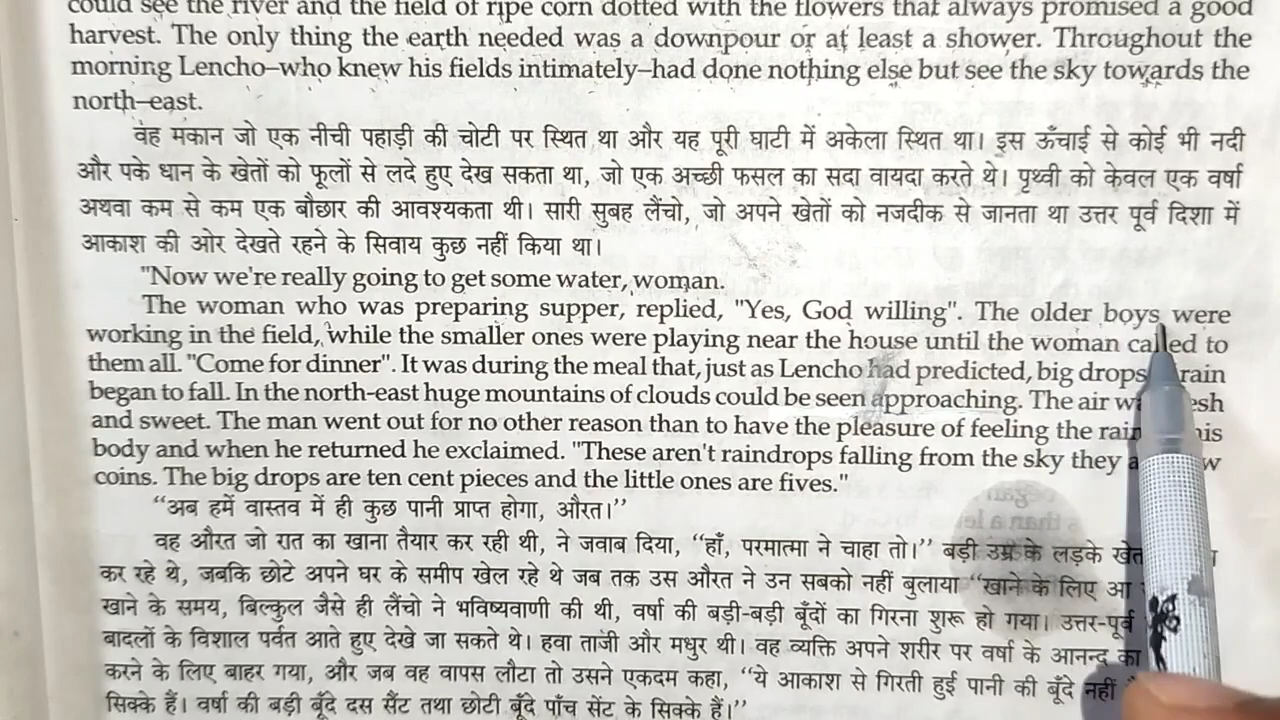 could see the river and the field of ripe corn dotted with the flowers that always promised a good
harvest. The only thing the earth needed was a downpour or at least a shower. Throughout the
morning Lencho–who knew his fields intimately–had done nothing else but see the sky towards the
north–east.
वह मकान जो एक नीची पहाड़ी की चोटी पर स्थित था और यह पूरी घाटी में अकेला स्थित था। इस ऊँचाई से कोई भी नदी
और पके धान के खेतों को फूलों से लदे हुए देख सकता था, जो एक अच्छी फसल का सदा वायदा करते थे। पृथ्वी को केवल एक वर्षा
अथवा कम से कम एक बौछार की आवश्यकता थी। सारी सुबह लैंचो, जो अपने खेतों को नजदीक से जानता था उत्तर पूर्व दिशा में
आकाश की ओर देखते रहने के सिवाय कुछ नहीं किया था।
"Now we're really going to get some water, woman.
The woman who was preparing supper, replied, "Yes, God willing". The older boys were
working in the field, while the smaller ones were playing near the house until the woman called to
them all. "Come for dinner". It was during the meal that, just as Lencho had predicted, big drops rain
began to fall. In the north-east huge mountains of clouds could be seen approaching. The air esh
and sweet. The man went out for no other reason than to have the pleasure of feeling the rain his
body and when he returned he exclaimed. "These aren't raindrops falling from the sky they
coins. The big drops are ten cent pieces and the little ones are fives."
“अब हमें वास्तव में ही कुछ पानी प्राप्त होगा, औरत।”
वह औरत जो रात का खाना तैयार कर रही थी, ने जवाब दिया, “हाँ, परमात्मा ने चाहा तो।” बड़ी उम्र के लड़के खेत
कर रहे थे, जबकि छोटे अपने घर के समीप खेल रहे थे जब तक उस औरत ने उन सबको नहीं बुलाया “खाने के लिए आ
खाने के समय, बिल्कुल जैसे ही लैंचो ने भविष्यवाणी की थी, वर्षा की बड़ी-बड़ी बूँदों का गिरना शुरू हो गया। उत्तर-पूर्व
बादलों के विशाल पर्वत आते हुए देखे जा सकते थे। हवा ताजी और मधुर थी। वह व्यक्ति अपने शरीर पर वर्षा के आनन्द का
करने के लिए बाहर गया, और जब वह वापस लौटा तो उसने एकदम कहा, “ये आकाश से गिरती हुई पानी की बूँदे नहीं
सिक्के हैं। वर्षा की बड़ी बूँदे दस सैंट तथा छोटी बूँदे पाँच सेंट के सिक्के हैं।”